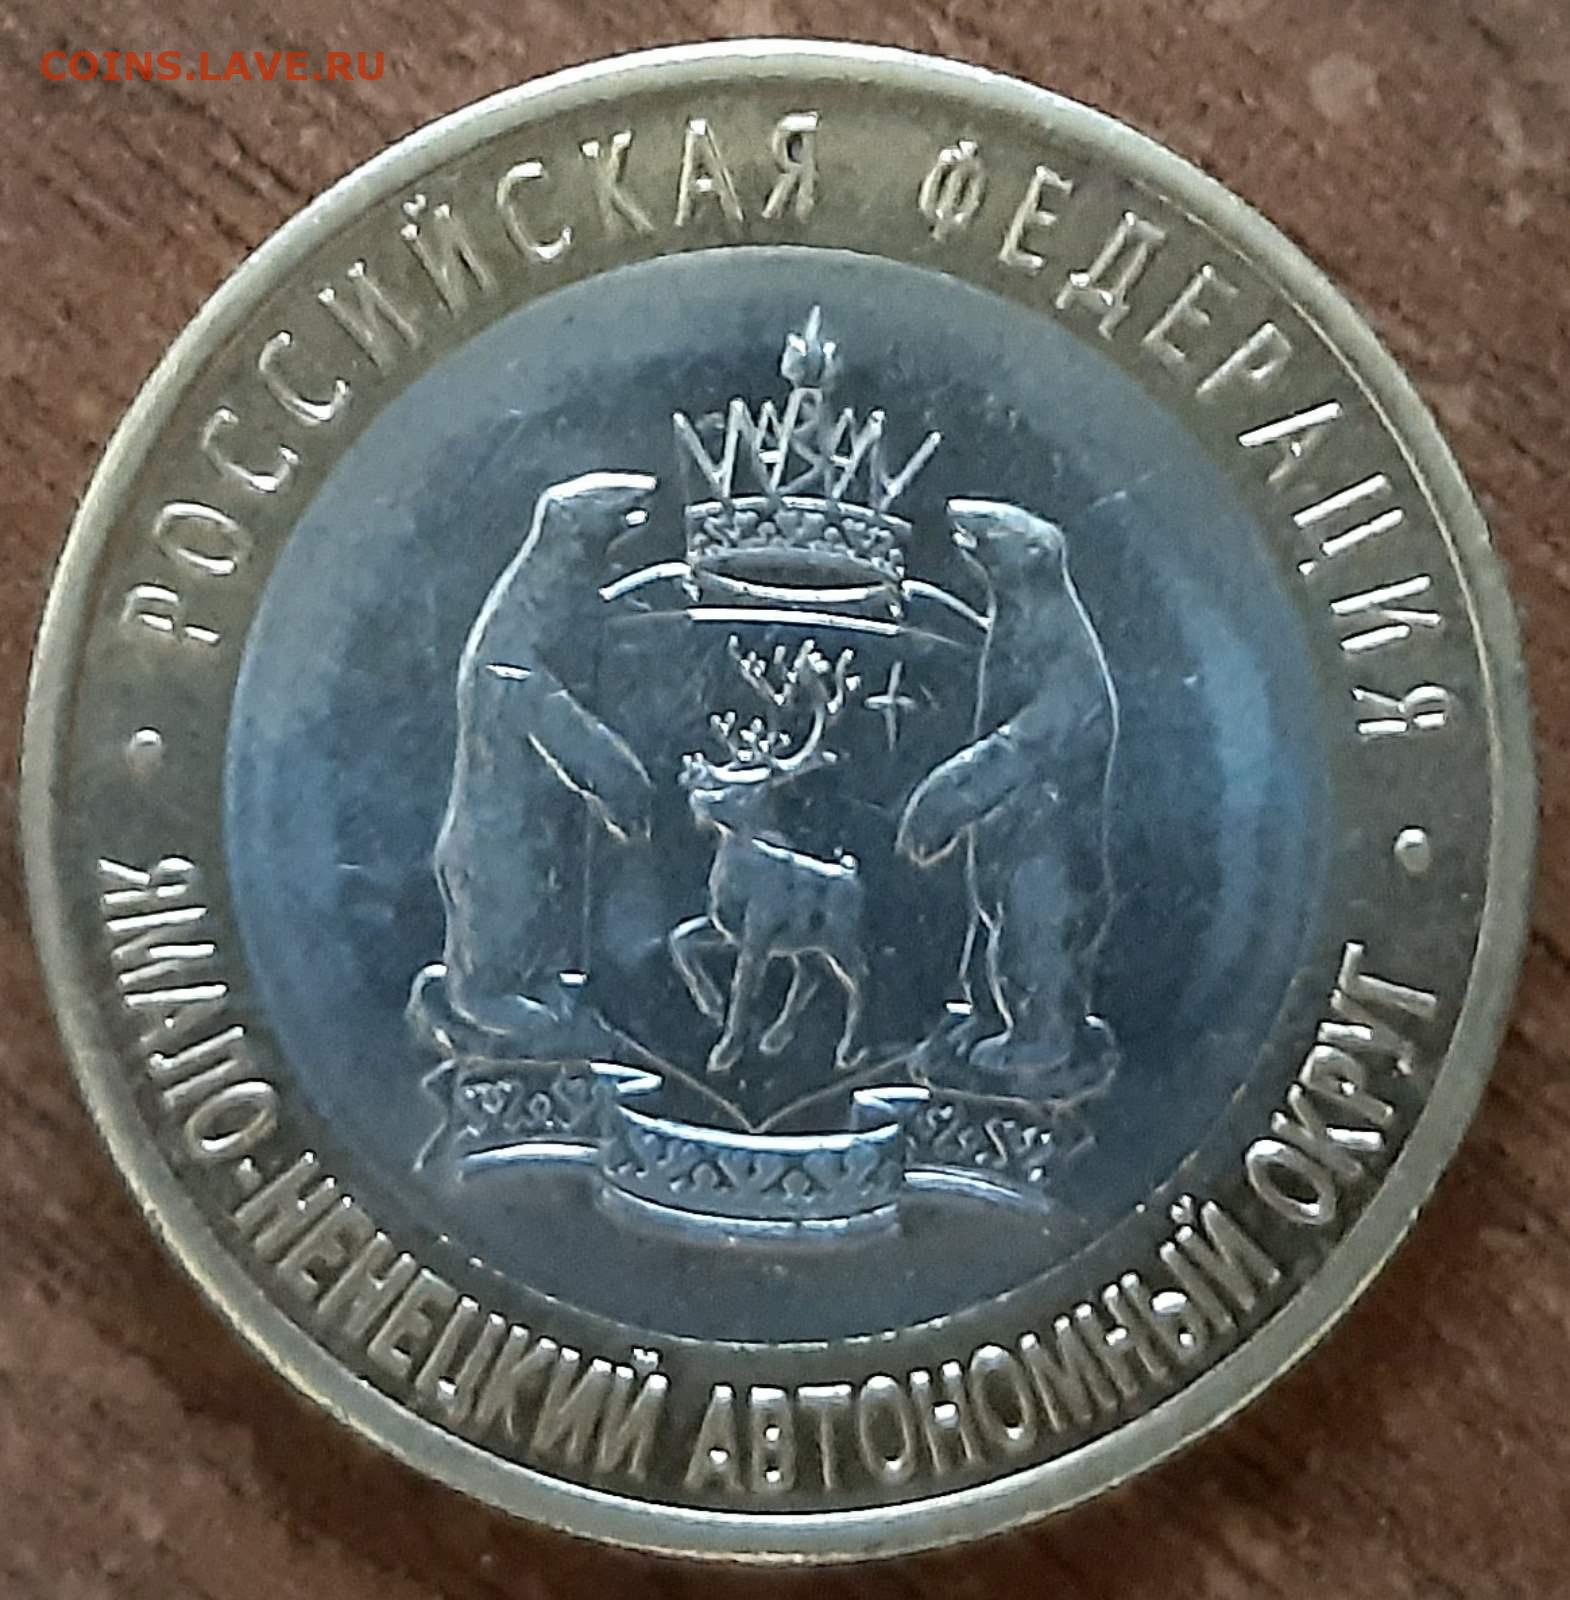 COINS.LAVE.RU
РОССИЙСКАЯ ФЕДЕРАЦИЯ
ЯМАЛО-НЕНЕЦКИЙ АВТОНОМНЫЙ ОКРУГ